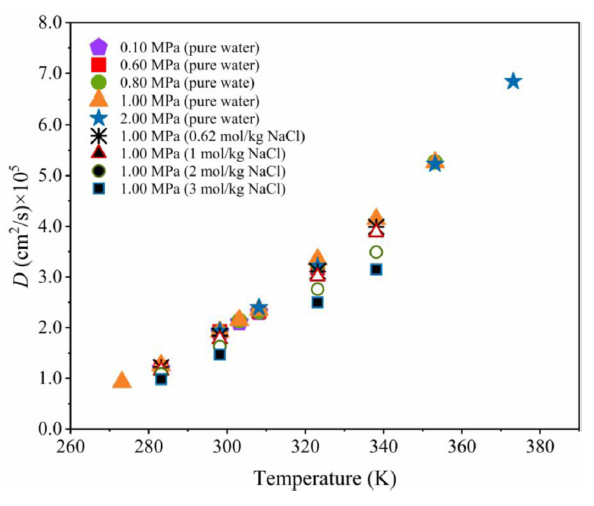 8.0
7.0
6.0
5.0
4.0
3.0
2.0
1.0
0.0
D (cm²/s)×10⁵
0.10 MPa (pure water)
0.60 MPa (pure water)
0.80 MPa (pure wate)
1.00 MPa (pure water)
2.00 MPa (pure water)
1.00 MPa (0.62 mol/kg NaCl)
1.00 MPa (1 mol/kg NaCl)
1.00 MPa (2 mol/kg NaCl)
1.00 MPa (3 mol/kg NaCl)
260 280 300 320 340 360 380
Temperature (K)